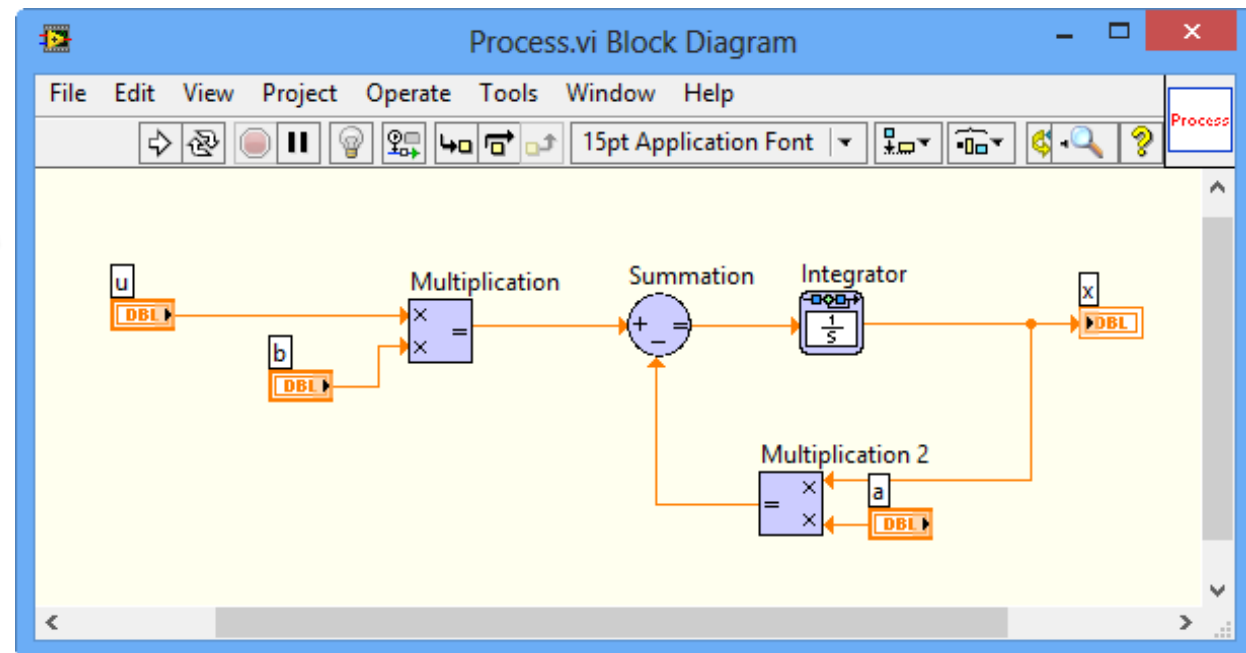 Process.vi Block Diagram
File Edit View Project Operate Tools Window Help
15pt Application Font
Process
u
DBL
b
DBL
Multiplication
×
×
=
Summation
+
−
=
Integrator
1
s
x
DBL
Multiplication 2
=
×
×
a
DBL